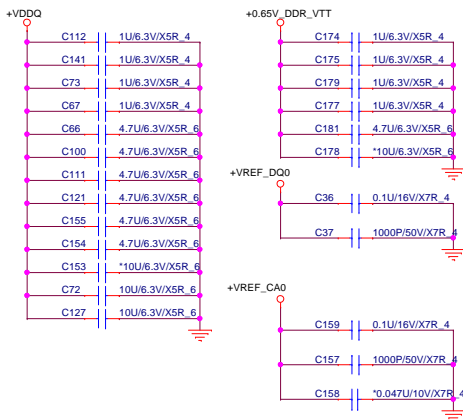 +VDDQ
C112 1U/6.3V/X5R_4
C141 1U/6.3V/X5R_4
C73 1U/6.3V/X5R_4
C67 1U/6.3V/X5R_4
C66 4.7U/6.3V/X5R_6
C100 4.7U/6.3V/X5R_6
C111 4.7U/6.3V/X5R_6
C121 4.7U/6.3V/X5R_6
C155 4.7U/6.3V/X5R_6
C154 4.7U/6.3V/X5R_6
C153 *10U/6.3V/X5R_6
C72 10U/6.3V/X5R_6
C127 10U/6.3V/X5R_6
+0.65V_DDR_VTT
C174 1U/6.3V/X5R_4
C175 1U/6.3V/X5R_4
C179 1U/6.3V/X5R_4
C177 1U/6.3V/X5R_4
C181 4.7U/6.3V/X5R_6
C178 *10U/6.3V/X5R_6
+VREF_DQ0
C36 0.1U/16V/X7R_4
C37 1000P/50V/X7R_4
+VREF_CA0
C159 0.1U/16V/X7R_4
C157 1000P/50V/X7R_4
C158 *0.047U/10V/X7R_4